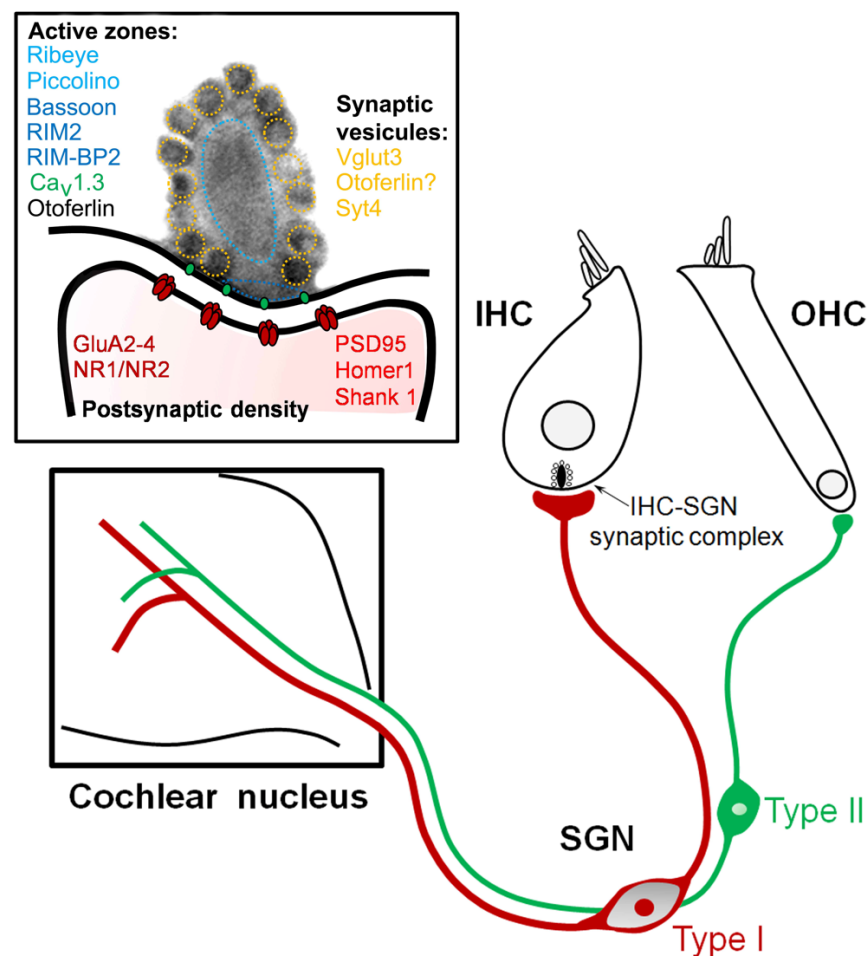 Active zones:
Ribeye
Piccolino
Bassoon
RIM2
RIM-BP2
Cav1.3
Otoferlin
Synaptic
vesicules:
Vglut3
Otoferlin?
Syt4
GluA2-4
NR1/NR2
PSD95
Homer1
Shank 1
Postsynaptic density
IHC
OHC
IHC-SGN
synaptic complex
Cochlear nucleus
SGN
Type II
Type I